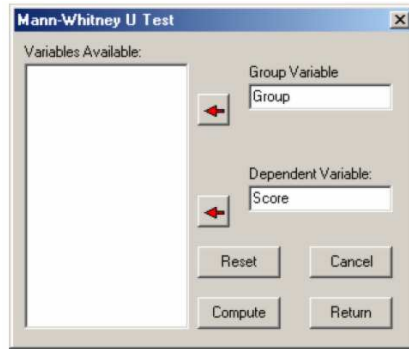 Mann-Whitney U Test
Variables Available:
Group Variable
Group
Dependent Variable:
Score
Reset
Cancel
Compute
Return